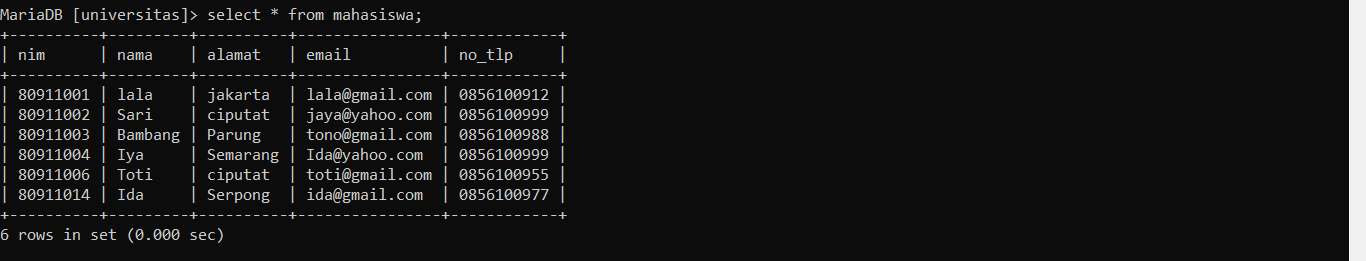 MariaDB [universitas]> select * from mahasiswa;
+----------+---------+----------+----------------+------------+
| nim      | nama    | alamat   | email          | no_tlp     |
+----------+---------+----------+----------------+------------+
| 80911001 | lala    | jakarta  | lala@gmail.com | 0856100912 |
| 80911002 | Sari    | ciputat  | jaya@yahoo.com | 0856100999 |
| 80911003 | Bambang | Parung   | tono@gmail.com | 0856100988 |
| 80911004 | Iya     | Semarang | Ida@yahoo.com  | 0856100999 |
| 80911006 | Toti    | ciputat  | toti@gmail.com | 0856100955 |
| 80911014 | Ida     | Serpong  | ida@gmail.com  | 0856100977 |
+----------+---------+----------+----------------+------------+
6 rows in set (0.000 sec)